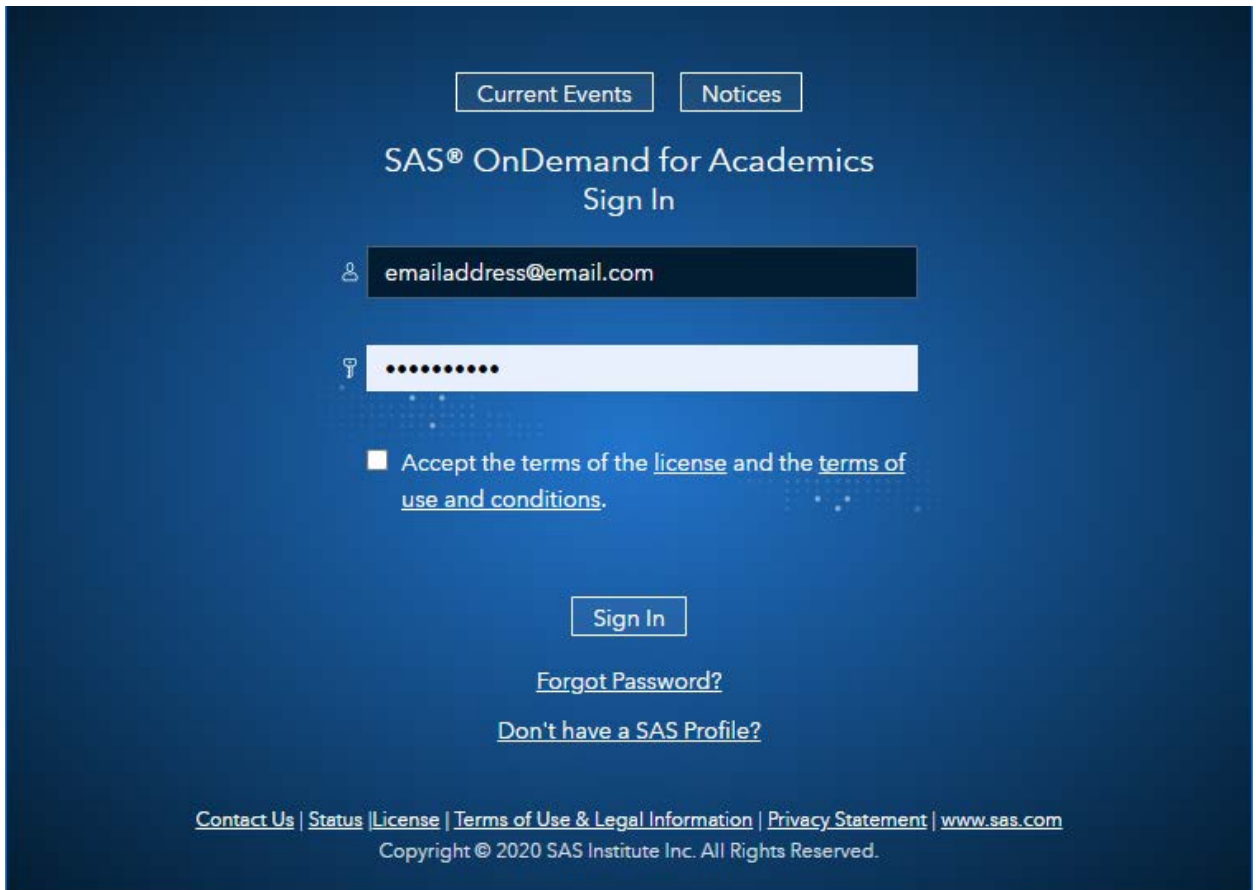 Current Events Notices
SAS® OnDemand for Academics
Sign In
emailaddress@email.com
••••••••••
Accept the terms of the license and the terms of
use and conditions.
Sign In
Forgot Password?
Don't have a SAS Profile?
Contact Us | Status |License | Terms of Use & Legal Information | Privacy Statement | www.sas.com
Copyright © 2020 SAS Institute Inc. All Rights Reserved.